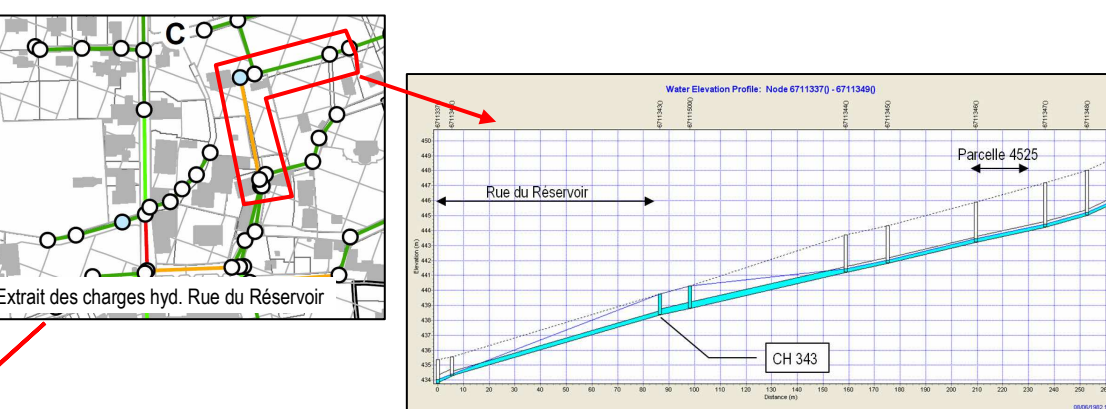 C
Extrait des charges hyd. Rue du Réservoir
Water Elevation Profile: Node 6711337() - 6711349()
6711343()
6711500()
6711344()
6711345()
6711346()
6711347()
6711348()
Parcelle 4525
Rue du Réservoir
CH 343
Elevation (m)
450
449
448
447
446
445
444
443
442
441
440
439
438
437
436
435
434
0 10 20 30 40 50 60 70 80 90 100 110 120 130 140 150 160 170 180 190 200 210 220 230 240 250
Distance (m)